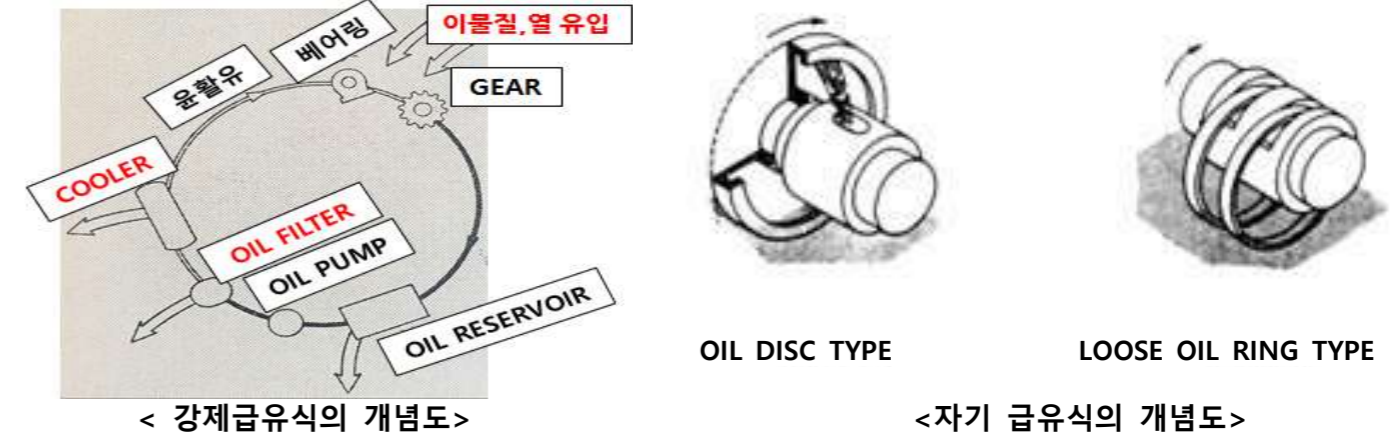 이물질,열 유입
베어링
윤활유
GEAR
COOLER
OIL FILTER
OIL PUMP
OIL RESERVOIR
OIL DISC TYPE
LOOSE OIL RING TYPE
< 강제급유식의 개념도>
<자기 급유식의 개념도>